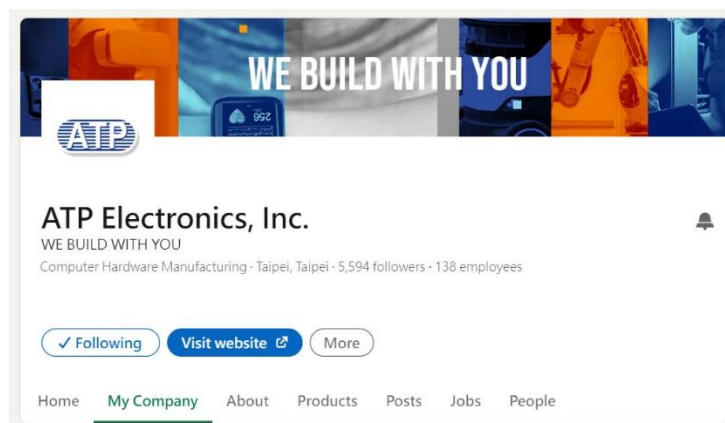 WE BUILD WITH YOU
256
ATP
ATP Electronics, Inc.
WE BUILD WITH YOU
Computer Hardware Manufacturing · Taipei, Taipei · 5,594 followers · 138 employees
✓ Following Visit website More
Home My Company About Products Posts Jobs People